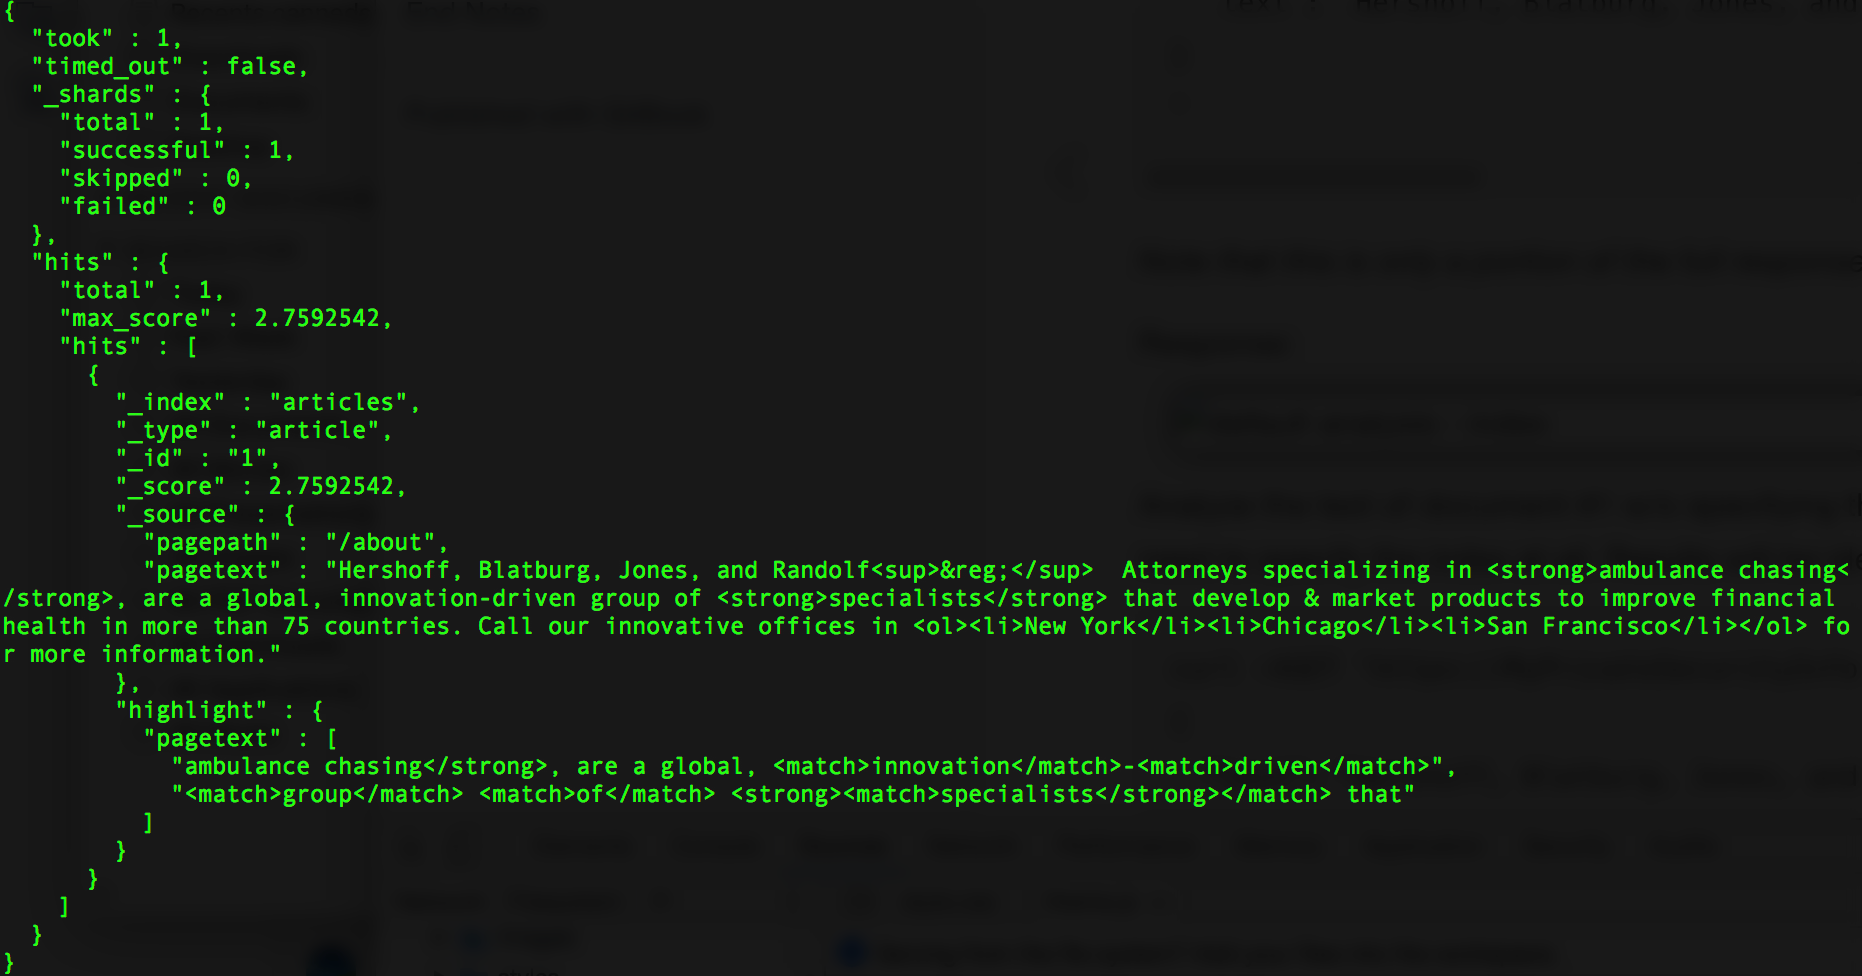 {
  "took" : 1,
  "timed_out" : false,
  "_shards" : {
    "total" : 1,
    "successful" : 1,
    "skipped" : 0,
    "failed" : 0
  },
  "hits" : {
    "total" : 1,
    "max_score" : 2.7592542,
    "hits" : [
      {
        "_index" : "articles",
        "_type" : "article",
        "_id" : "1",
        "_score" : 2.7592542,
        "_source" : {
          "pagepath" : "/about",
          "pagetext" : "Hershoff, Blatburg, Jones, and Randolf<sup>&reg;</sup>  Attorneys specializing in <strong>ambulance chasing<
/strong>, are a global, innovation-driven group of <strong>specialists</strong> that develop & market products to improve financial
health in more than 75 countries. Call our innovative offices in <ol><li>New York</li><li>Chicago</li><li>San Francisco</li></ol> fo
r more information."
        },
        "highlight" : {
          "pagetext" : [
            "ambulance chasing</strong>, are a global, <match>innovation</match>-<match>driven</match>",
            "<match>group</match> <match>of</match> <strong><match>specialists</strong></match> that"
          ]
        }
      }
    ]
  }
}